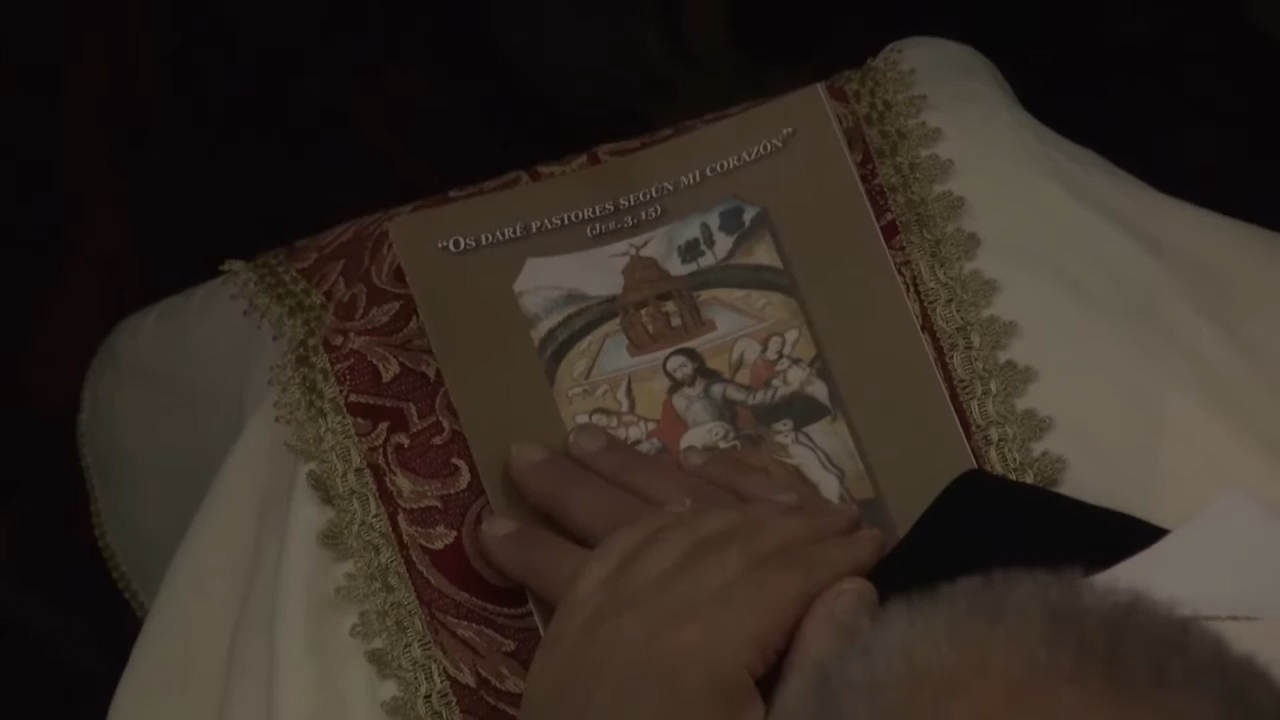 “Os daré pastores según mi corazón”
(Jer. 3, 15)